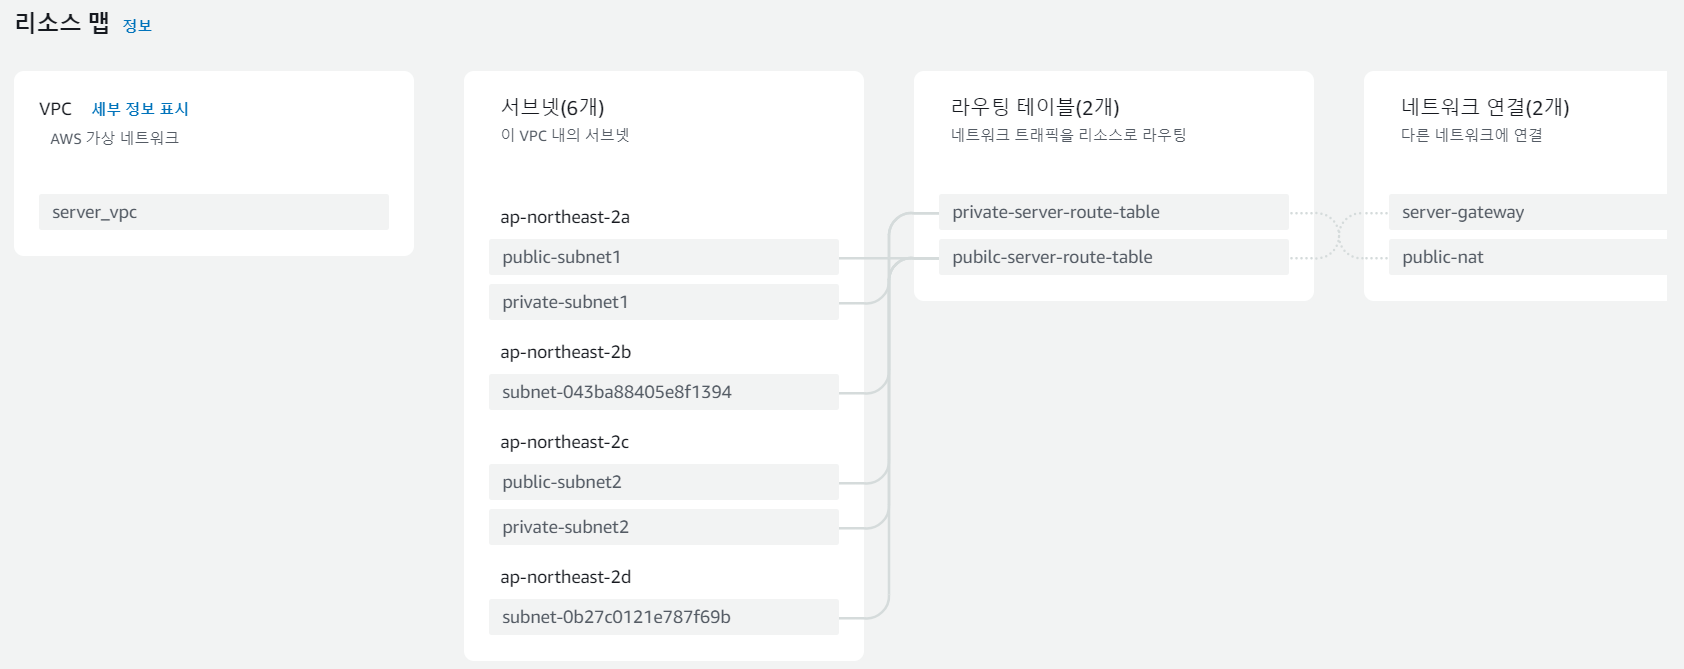 리소스 맵 정보
VPC 세부 정보 표시
AWS 가상 네트워크
server_vpc
서브넷(6개)
이 VPC 내의 서브넷
ap-northeast-2a
public-subnet1
private-subnet1
ap-northeast-2b
subnet-043ba88405e8f1394
ap-northeast-2c
public-subnet2
private-subnet2
ap-northeast-2d
subnet-0b27c0121e787f69b
라우팅 테이블(2개)
네트워크 트래픽을 리소스로 라우팅
private-server-route-table
pubilc-server-route-table
네트워크 연결(2개)
다른 네트워크에 연결
server-gateway
public-nat